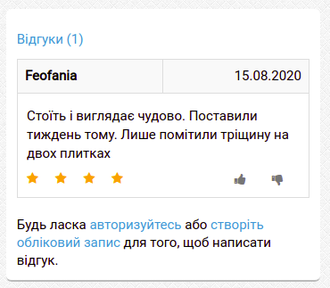 Відгуки (1)
Feofania 15.08.2020
Стоїть і виглядає чудово. Поставили
тиждень тому. Лише помітили тріщину на
двох плитках
Будь ласка авторизуйтесь або створіть
обліковий запис для того, щоб написати
відгук.